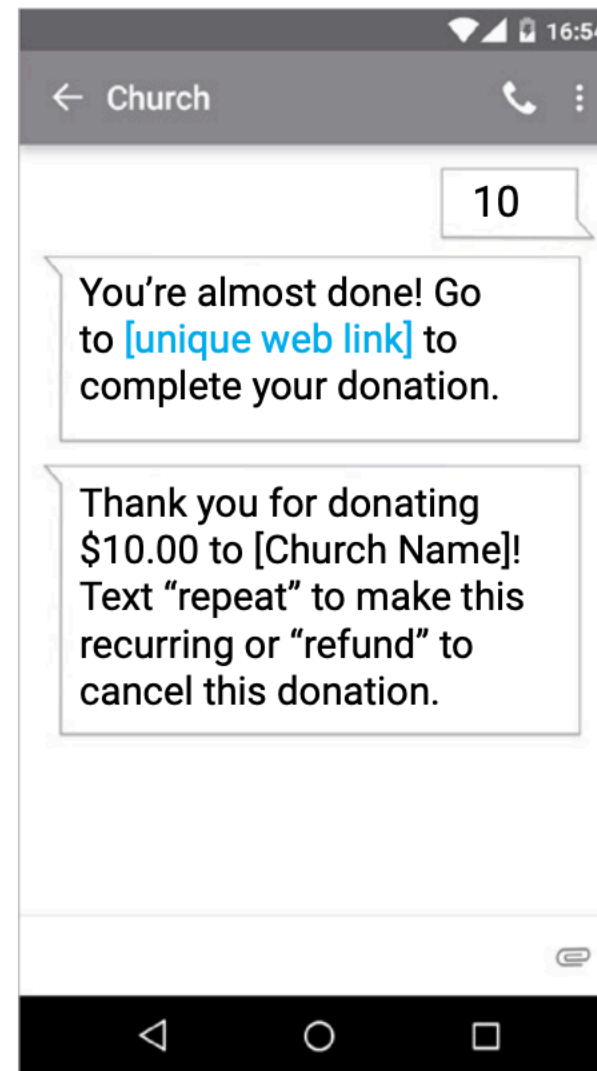 16:54
Church
10
You’re almost done! Go
to [unique web link] to
complete your donation.
Thank you for donating
$10.00 to [Church Name]!
Text “repeat” to make this
recurring or “refund” to
cancel this donation.